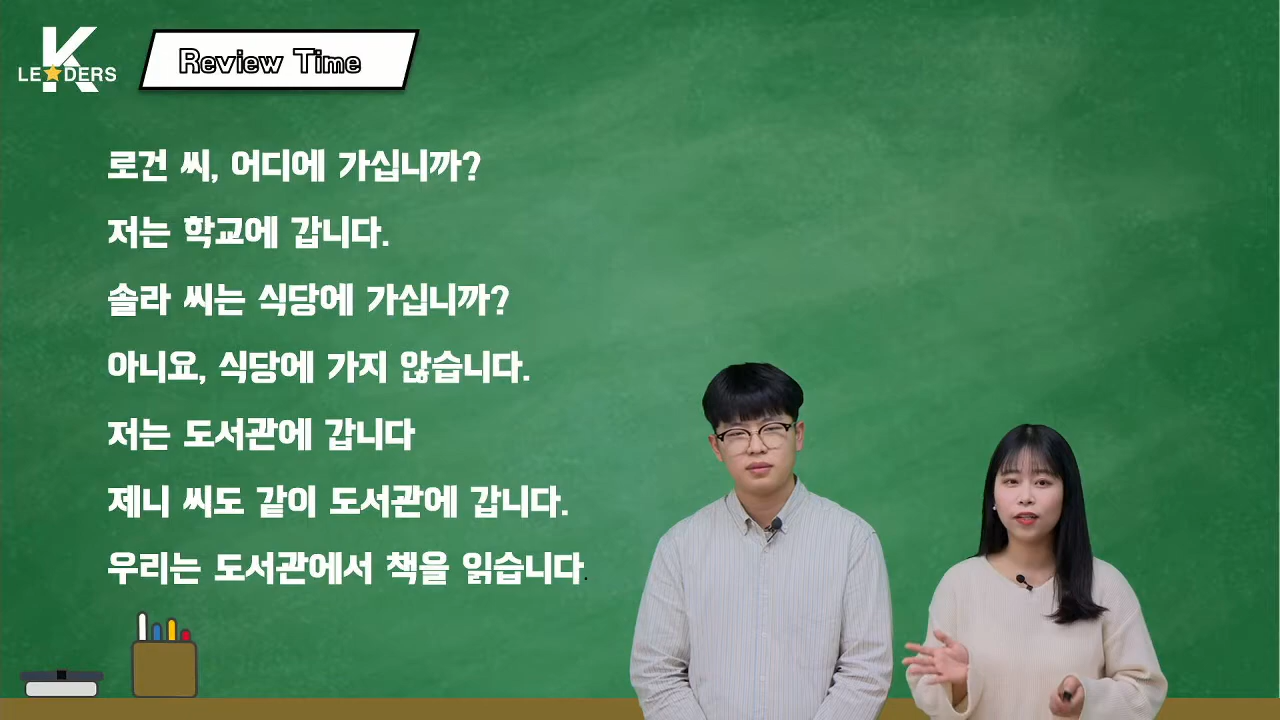 K
LEADERS
Review Time
로건 씨, 어디에 가십니까?
저는 학교에 갑니다.
솔라 씨는 식당에 가십니까?
아니요, 식당에 가지 않습니다.
저는 도서관에 갑니다
제니 씨도 같이 도서관에 갑니다.
우리는 도서관에서 책을 읽습니다.